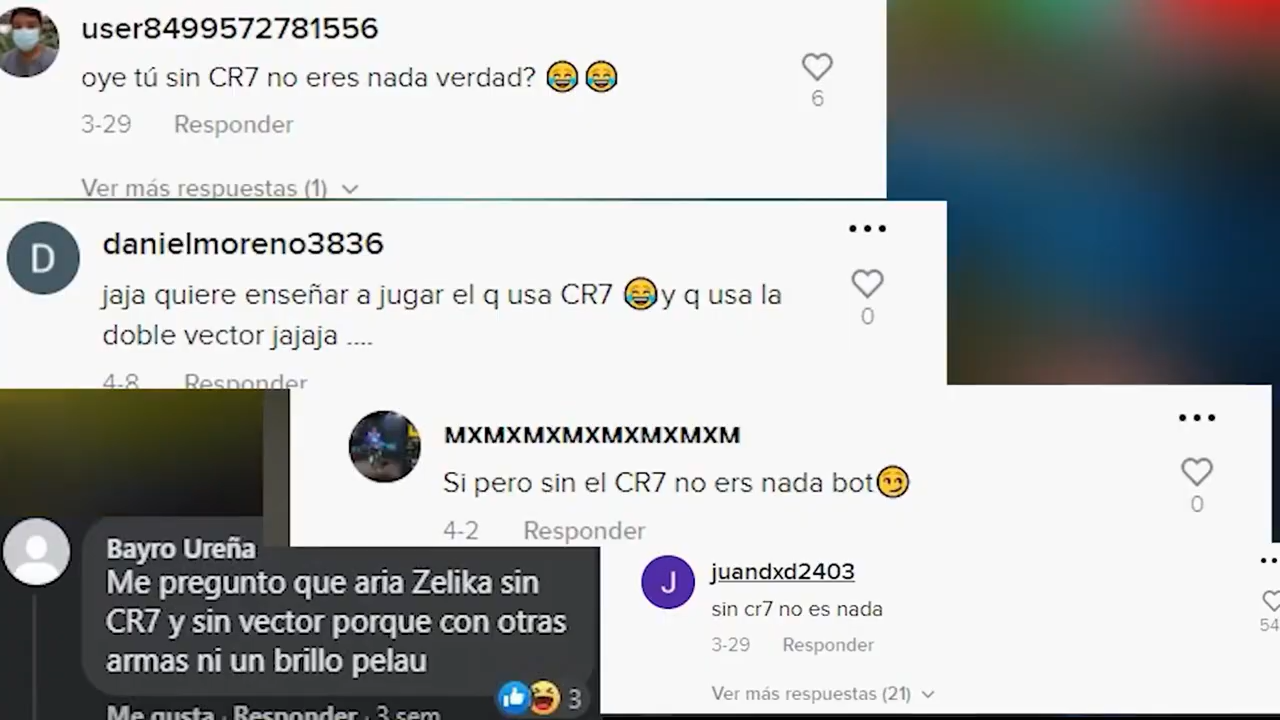 user8499572781556
oye tú sin CR7 no eres nada verdad? 😂😂
6
3-29 Responder
Ver más respuestas (1)
danielmoreno3836
D
jaja quiere enseñar a jugar el q usa CR7 😂y q usa la
doble vector jajaja ....
0
4-8 Responder
MXMXMXMXMXMXMXM
Si pero sin el CR7 no ers nada bot😏
0
4-2 Responder
Bayro Ureña
Me pregunto que aria Zelika sin
CR7 y sin vector porque con otras
armas ni un brillo pelau
3
Me gusta · Responder · 3 sem
juandxd2403
J
sin cr7 no es nada
54
3-29 Responder
Ver más respuestas (21)